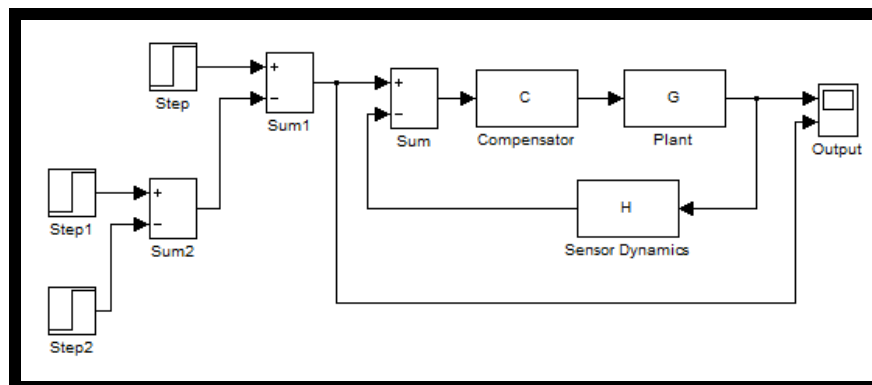 Step
+
−
Sum1
+
−
Sum
C
Compensator
G
Plant
Output
Step1
+
−
Sum2
H
Sensor Dynamics
Step2